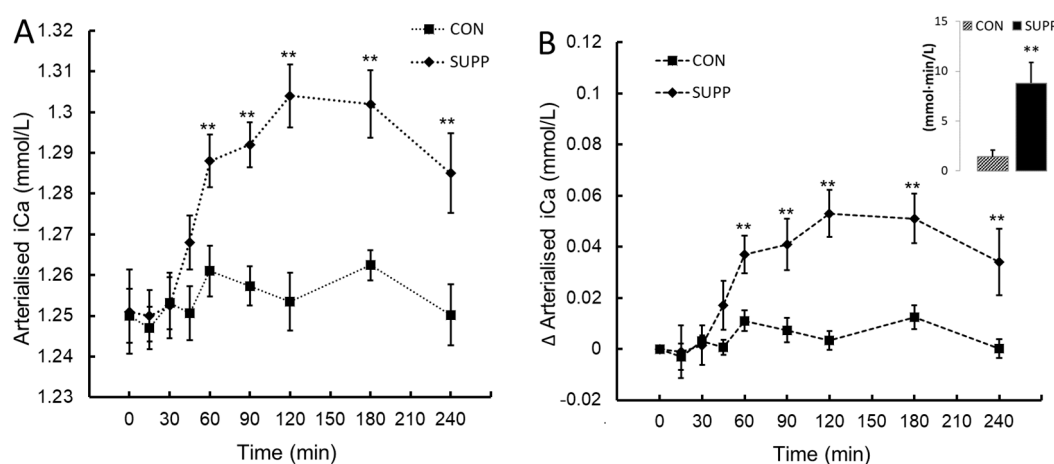 A
1.32
1.31
1.3
1.29
1.28
1.27
1.26
1.25
1.24
1.23
Arterialised iCa (mmol/L)
CON
SUPP
**
**
**
**
**
0 30 60 90 120 150 180 210 240
Time (min)
B
0.12
0.1
0.08
0.06
0.04
0.02
0
-0.02
Δ Arterialised iCa (mmol/L)
CON
SUPP
**
**
**
**
**
0 30 60 90 120 150 180 210 240
Time (min)
15
10
5
0
(mmol·min/L)
CON SUPP
**